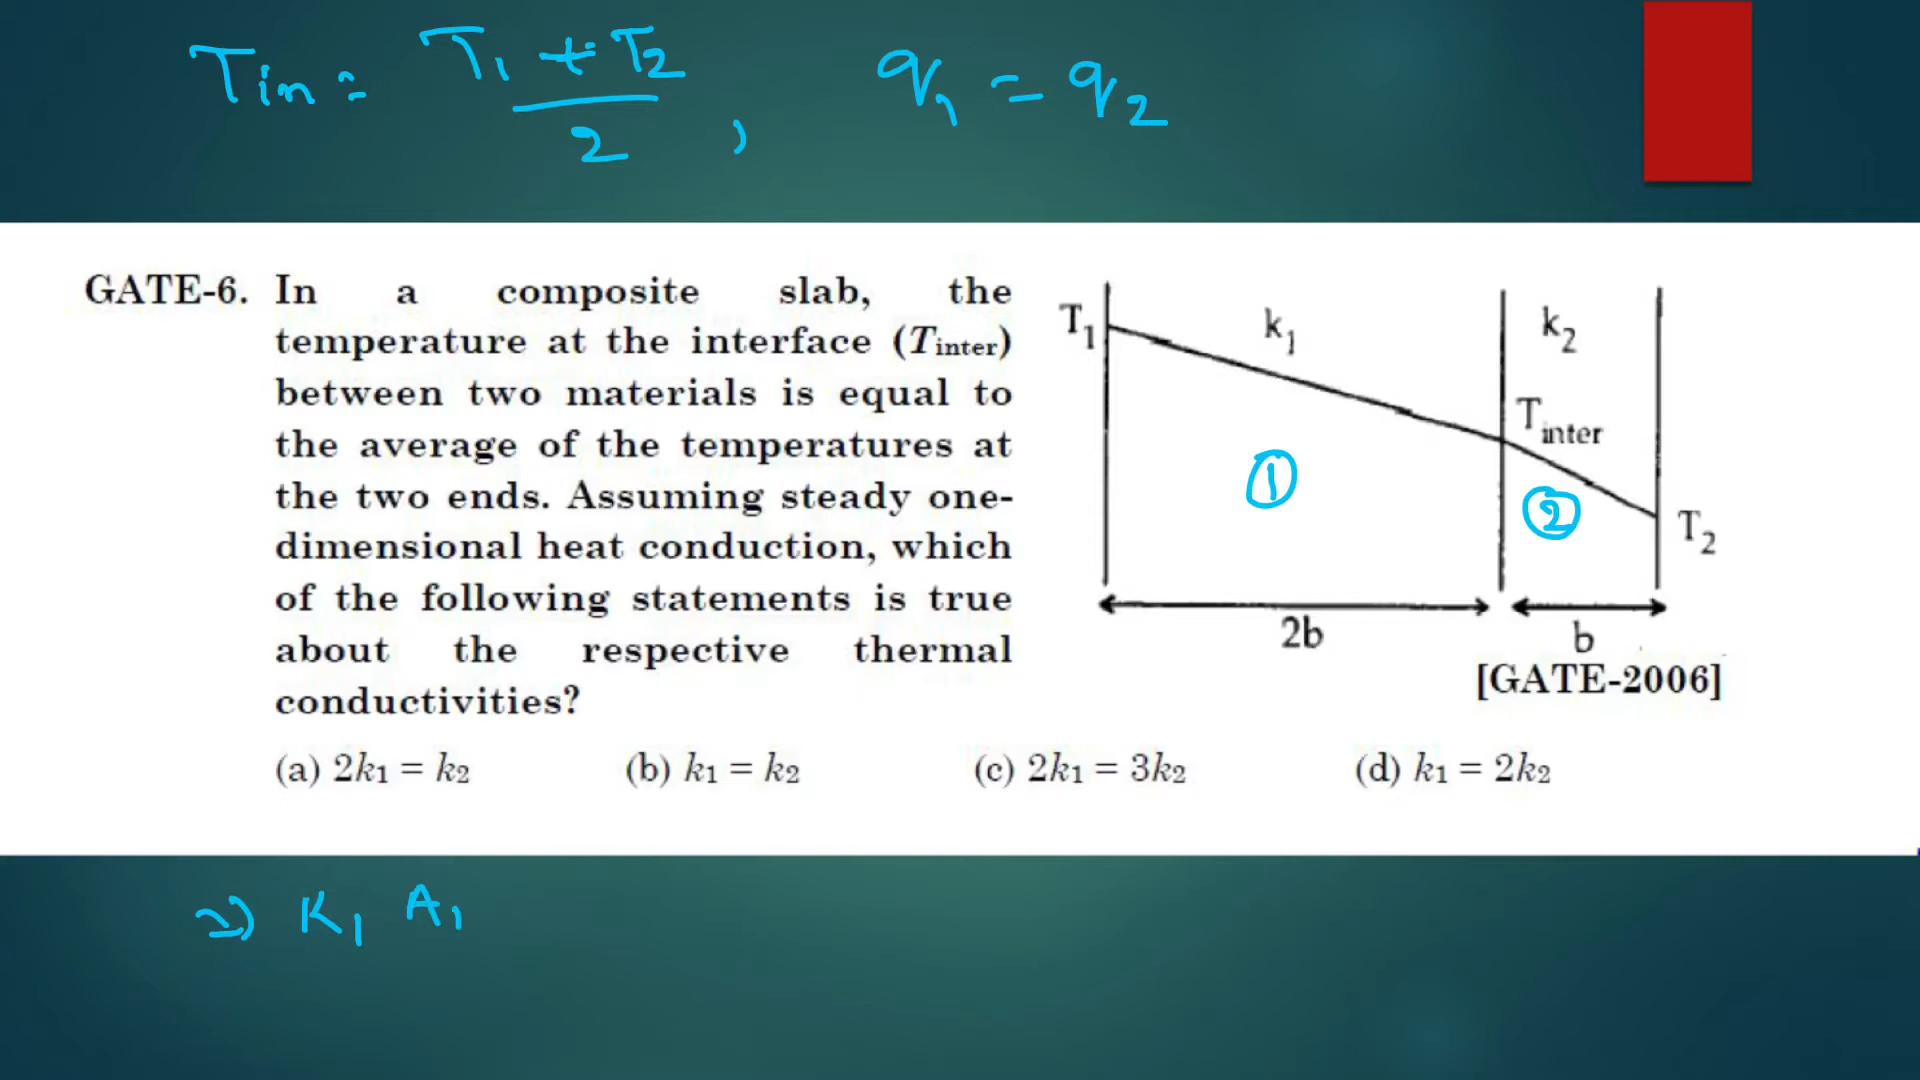 Tin = T1 + T2 / 2 , q1 = q2
GATE-6. In a composite slab, the
temperature at the interface (Tinter)
between two materials is equal to
the average of the temperatures at
the two ends. Assuming steady one-
dimensional heat conduction, which
of the following statements is true
about the respective thermal
conductivities?
T1 k1 k2
Tinter
1 2
T2
2b b
[GATE-2006]
(a) 2k1 = k2 (b) k1 = k2 (c) 2k1 = 3k2 (d) k1 = 2k2
⇒ K1 A1